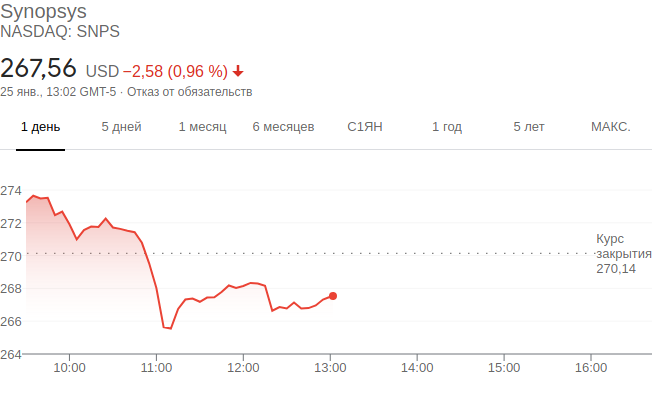 Synopsys
NASDAQ: SNPS
267,56 USD −2,58 (0,96 %)
25 янв., 13:02 GMT-5 · Отказ от обязательств
1 день 5 дней 1 месяц 6 месяцев С1ЯН 1 год 5 лет МАКС.
274
272
Курс
270 закрытия
270,14
268
266
264
10:00 11:00 12:00 13:00 14:00 15:00 16:00